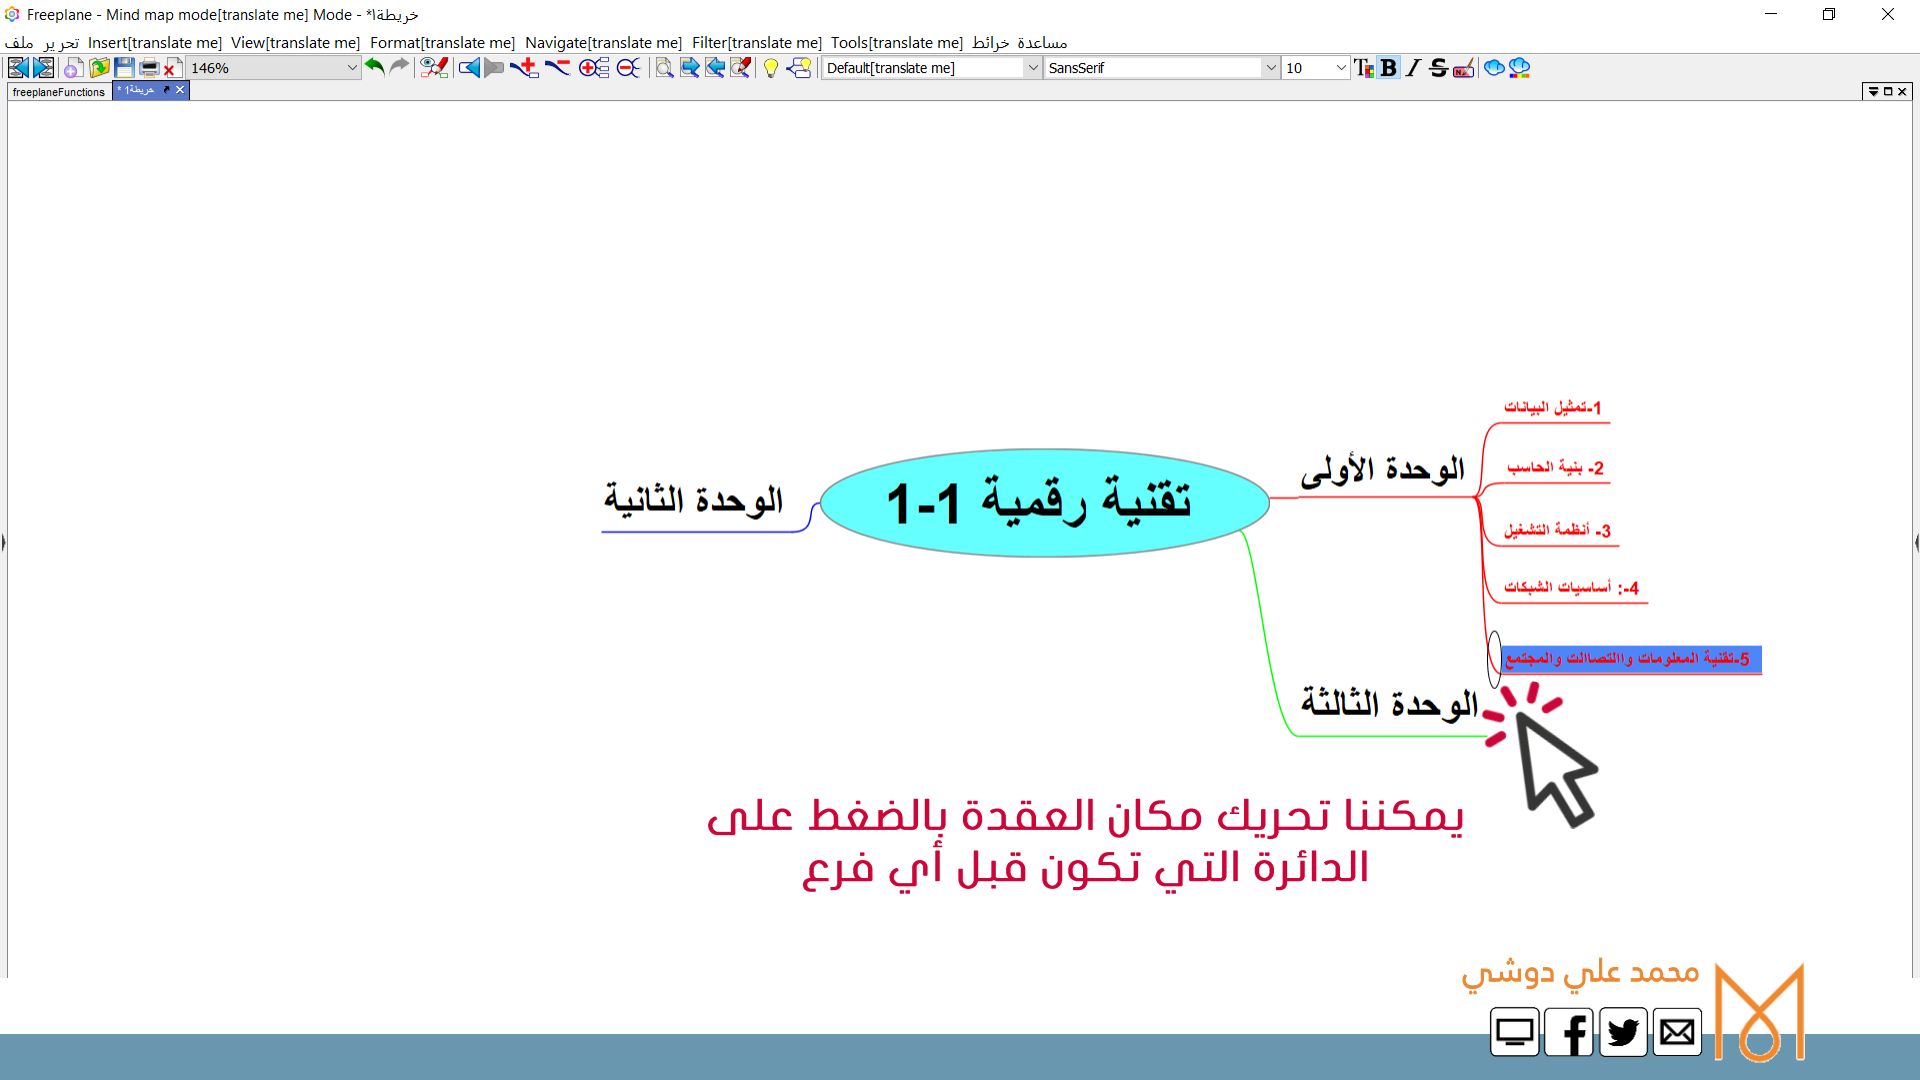 Freeplane - Mind map mode[translate me] Mode - *خريطة١
ملف تحرير Insert[translate me] View[translate me] Format[translate me] Navigate[translate me] Filter[translate me] Tools[translate me] خرائط مساعدة
146% Default[translate me] SansSerif 10
freeplaneFunctions خريطة1 *
1-تمثيل البيانات
الوحدة الأولى
2- بنية الحاسب
تقنية رقمية 1-1
الوحدة الثانية
3- أنظمة التشغيل
4-: أساسيات الشبكات
5-تقنية المعلومات واالتصاالت والمجتمع
الوحدة الثالثة
يمكننا تحريك مكان العقدة بالضغط على
الدائرة التي تكون قبل أي فرع
محمد علي دوشي